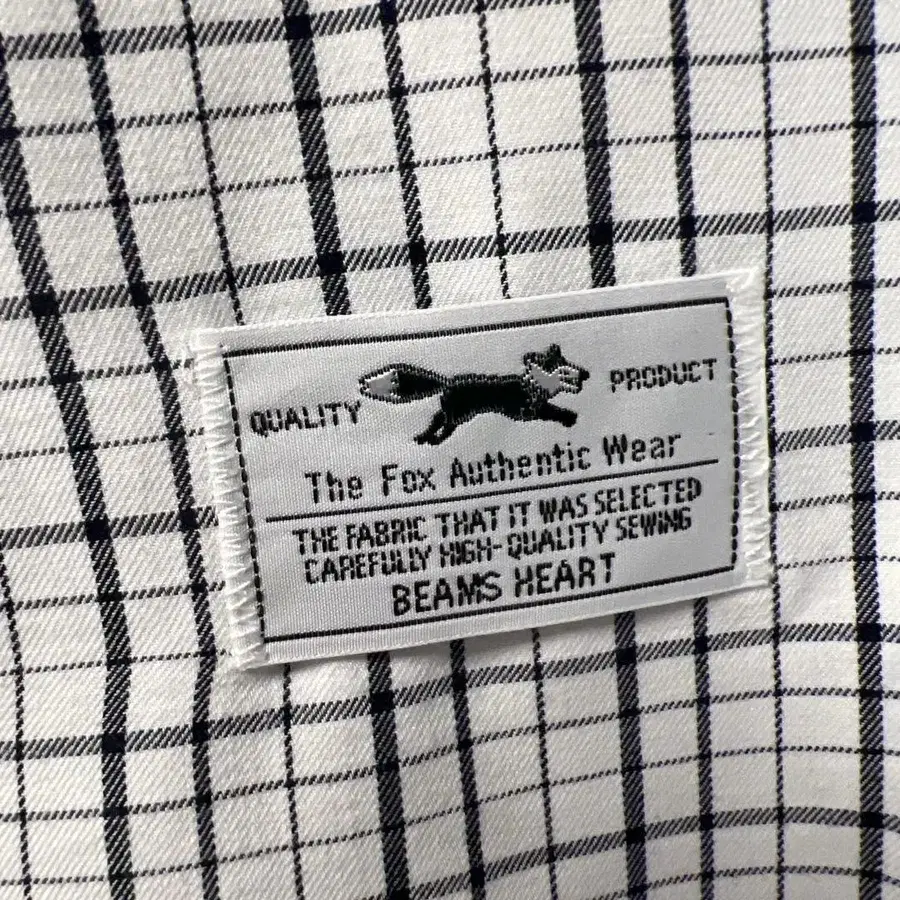 QUALITY PRODUCT
The Fox Authentic Wear
THE FABRIC THAT IT WAS SELECTED
CAREFULLY HIGH-QUALITY SEWING
BEAMS HEART